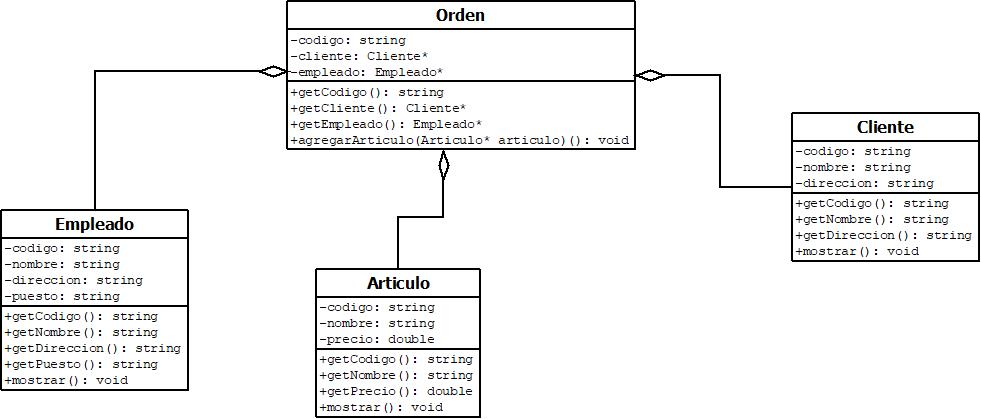 Orden
-codigo: string
-cliente: Cliente*
-empleado: Empleado*
+getCodigo(): string
+getCliente(): Cliente*
+getEmpleado(): Empleado*
+agregarArticulo(Articulo* articulo)(): void
Cliente
-codigo: string
-nombre: string
-direccion: string
+getCodigo(): string
+getNombre(): string
+getDireccion(): string
+mostrar(): void
Empleado
-codigo: string
-nombre: string
-direccion: string
-puesto: string
+getCodigo(): string
+getNombre(): string
+getDireccion(): string
+getPuesto(): string
+mostrar(): void
Articulo
-codigo: string
-nombre: string
-precio: double
+getCodigo(): string
+getNombre(): string
+getPrecio(): double
+mostrar(): void